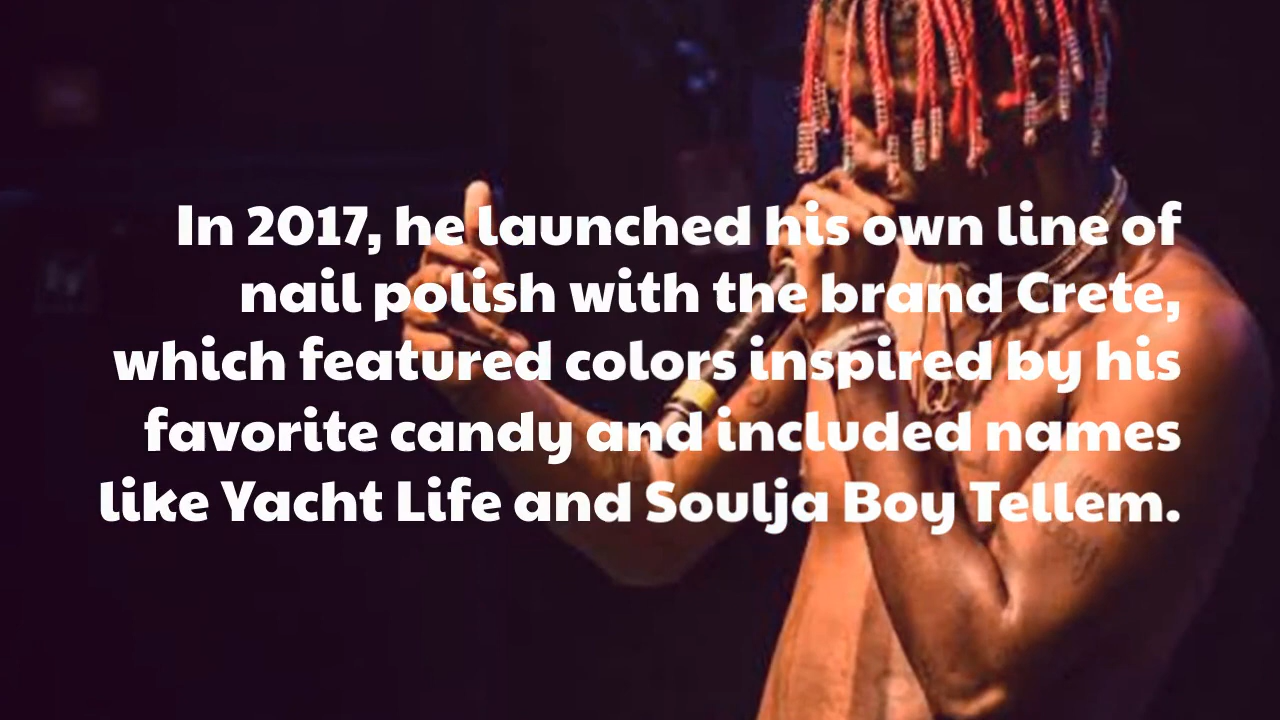 In 2017, he launched his own line of
nail polish with the brand Crete,
which featured colors inspired by his
favorite candy and included names
like Yacht Life and Soulja Boy Tellem.